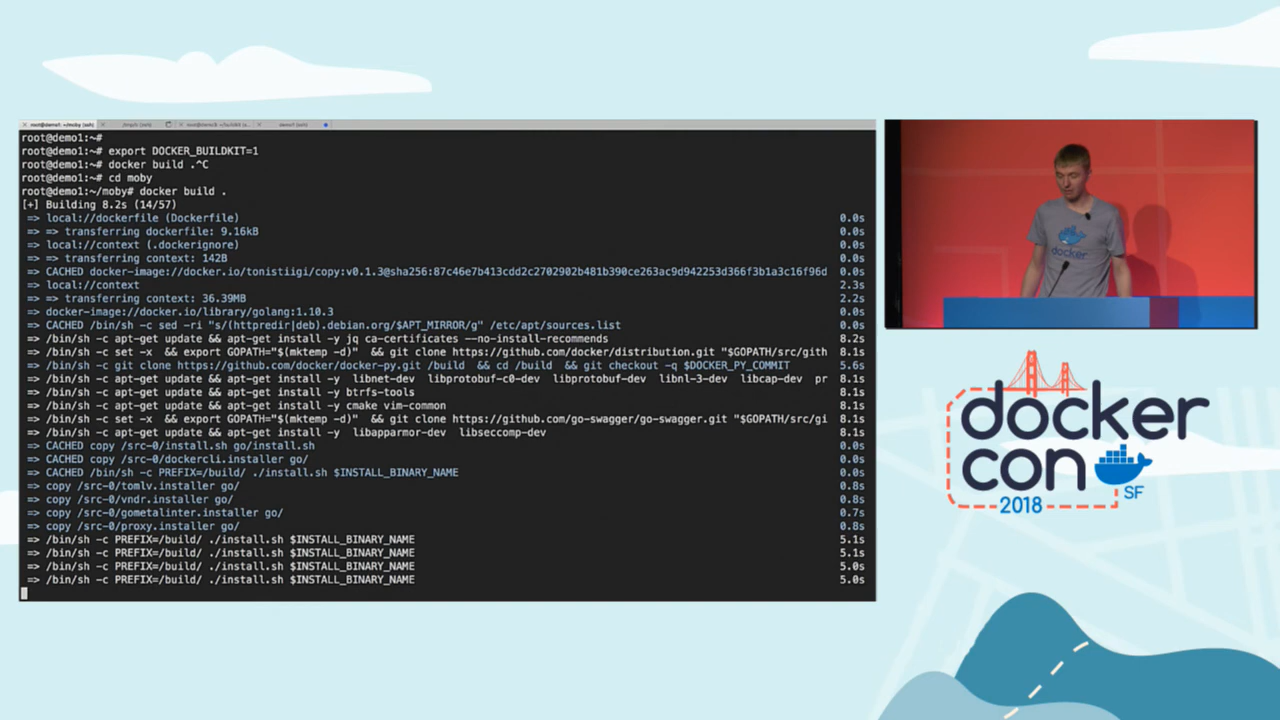 root@demo1: ~/moby (ssh)
demo1 (ssh)
root@demo1:~#
root@demo1:~# export DOCKER_BUILDKIT=1
root@demo1:~# docker build .^C
root@demo1:~# cd moby
root@demo1:~/moby# docker build .
[+] Building 8.2s (14/57)
=> local://dockerfile (Dockerfile) 0.0s
=> => transferring dockerfile: 9.16kB 0.0s
=> local://context (.dockerignore) 0.0s
=> => transferring context: 142B 0.0s
=> CACHED docker-image://docker.io/tonistiigi/copy:v0.1.3@sha256:87c46e7b413cdd2c2702902b481b390ce263ac9d942253d366f3b1a3c16f96d 0.0s
=> local://context 2.3s
=> => transferring context: 36.39MB 2.2s
=> docker-image://docker.io/library/golang:1.10.3 0.0s
=> CACHED /bin/sh -c sed -ri "s/(httpredir|deb).debian.org/$APT_MIRROR/g" /etc/apt/sources.list 0.0s
=> /bin/sh -c apt-get update && apt-get install -y jq ca-certificates --no-install-recommends 8.2s
=> /bin/sh -c set -x && export GOPATH="$(mktemp -d)" && git clone https://github.com/docker/distribution.git "$GOPATH/src/gith 8.1s
=> /bin/sh -c git clone https://github.com/docker/docker-py.git /build && cd /build && git checkout -q $DOCKER_PY_COMMIT 5.6s
=> /bin/sh -c apt-get update && apt-get install -y libnet-dev libprotobuf-c0-dev libprotobuf-dev libnl-3-dev libcap-dev pr 8.1s
=> /bin/sh -c apt-get update && apt-get install -y btrfs-tools 8.1s
=> /bin/sh -c apt-get update && apt-get install -y cmake vim-common 8.1s
=> /bin/sh -c set -x && export GOPATH="$(mktemp -d)" && git clone https://github.com/go-swagger/go-swagger.git "$GOPATH/src/gi 8.1s
=> /bin/sh -c apt-get update && apt-get install -y libapparmor-dev libseccomp-dev 8.1s
=> CACHED copy /src-0/install.sh go/install.sh 0.0s
=> CACHED copy /src-0/dockercli.installer go/ 0.0s
=> CACHED /bin/sh -c PREFIX=/build/ ./install.sh $INSTALL_BINARY_NAME 0.0s
=> copy /src-0/tomlv.installer go/ 0.8s
=> copy /src-0/vndr.installer go/ 0.8s
=> copy /src-0/gometalinter.installer go/ 0.7s
=> copy /src-0/proxy.installer go/ 0.8s
=> /bin/sh -c PREFIX=/build/ ./install.sh $INSTALL_BINARY_NAME 5.1s
=> /bin/sh -c PREFIX=/build/ ./install.sh $INSTALL_BINARY_NAME 5.1s
=> /bin/sh -c PREFIX=/build/ ./install.sh $INSTALL_BINARY_NAME 5.0s
=> /bin/sh -c PREFIX=/build/ ./install.sh $INSTALL_BINARY_NAME 5.0s
docker
docker
con
2018
SF